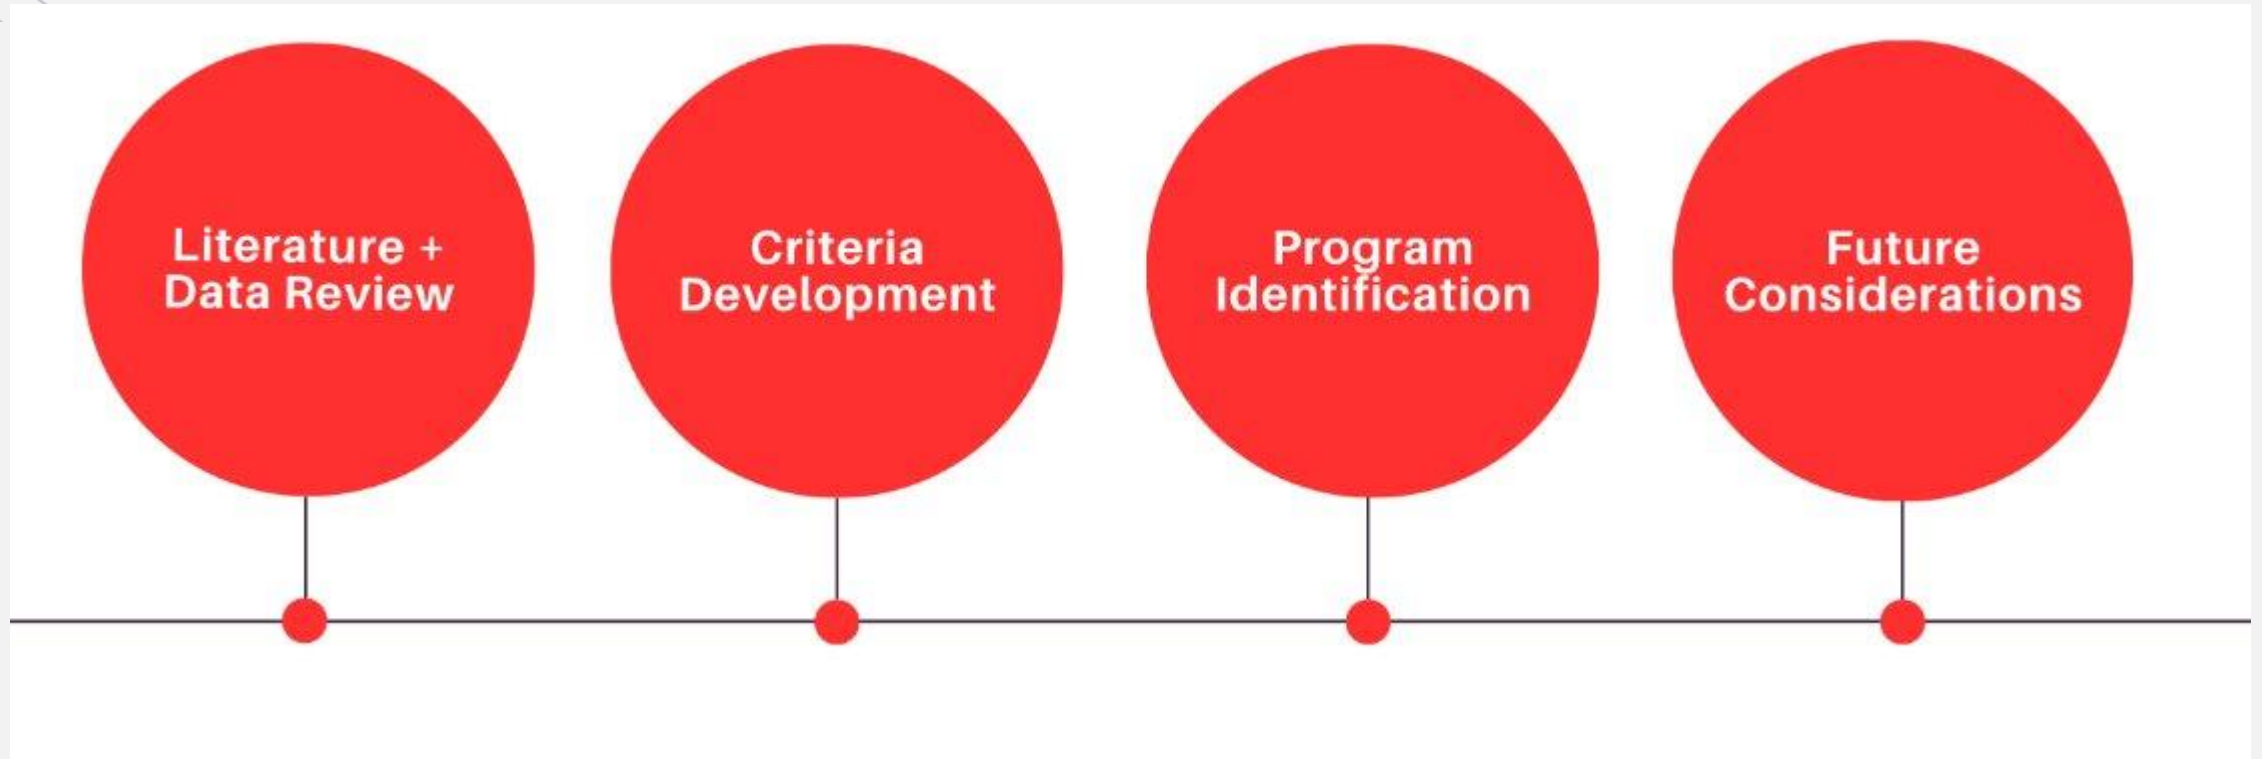 Literature +
Data Review
Criteria
Development
Program
Identification
Future
Considerations